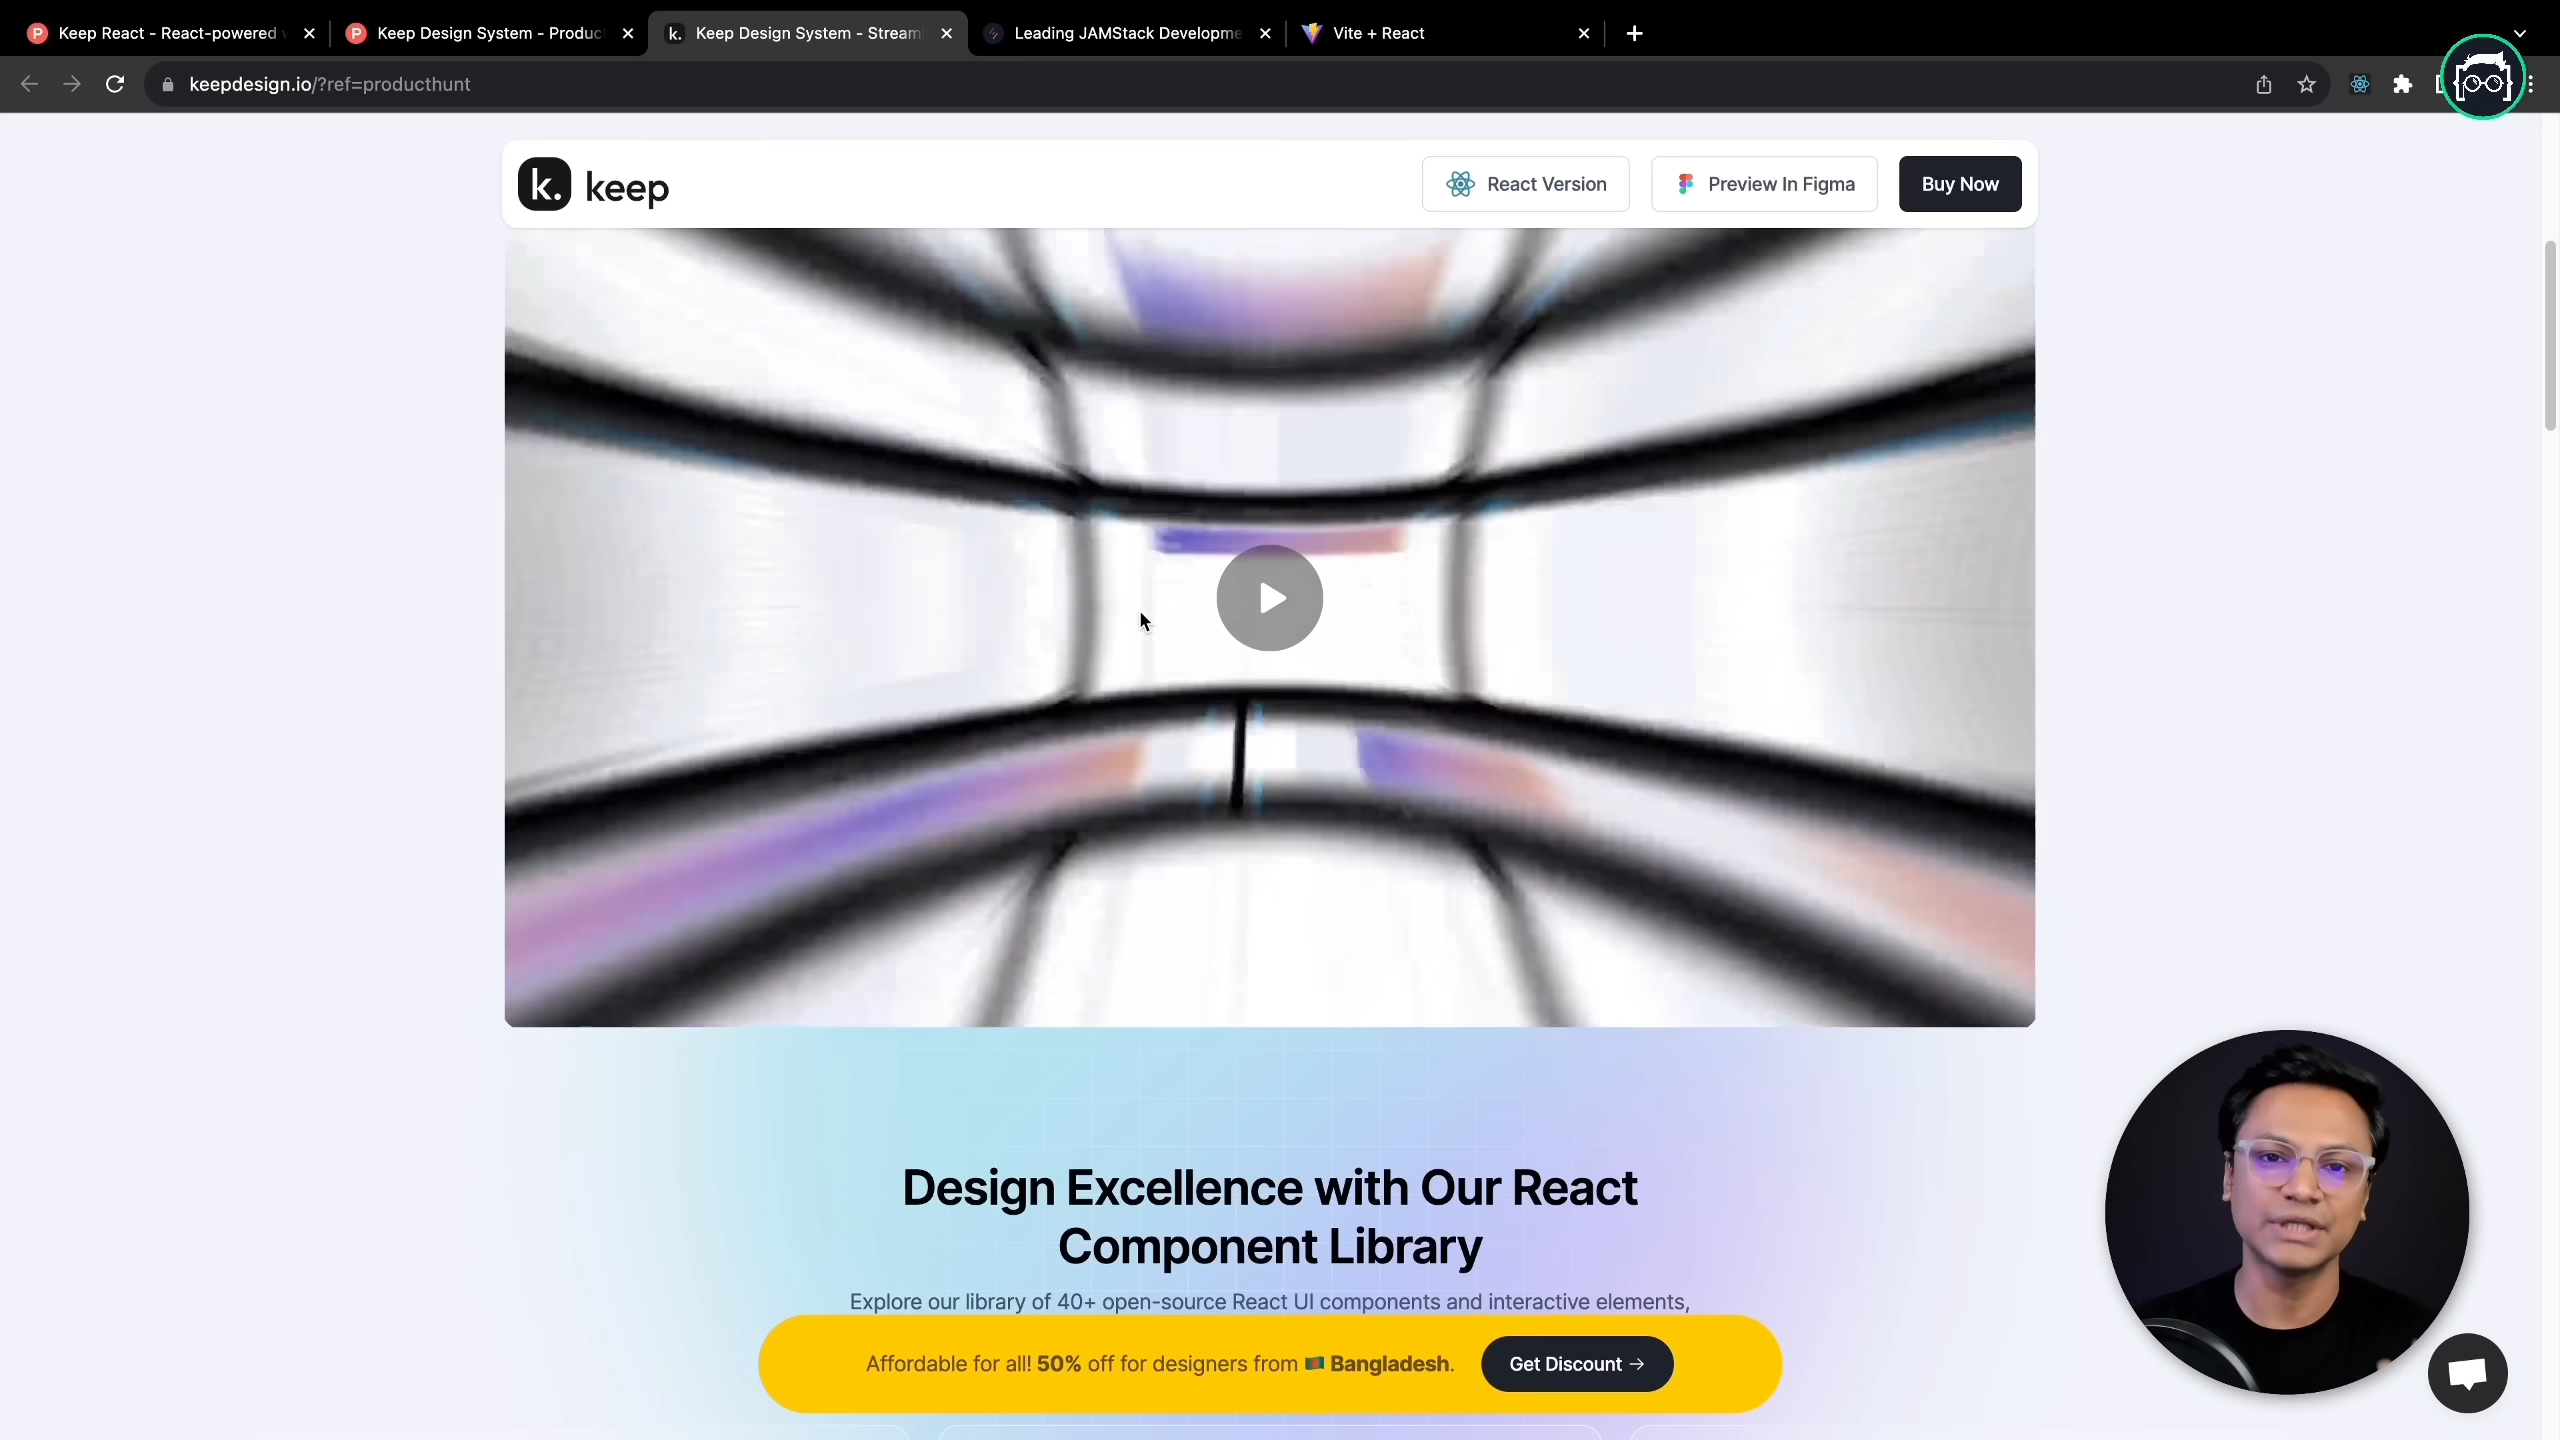 Keep React - React-powered
Keep Design System - Produc
Keep Design System - Stream
Leading JAMStack Developme
Vite + React
keepdesign.io/?ref=producthunt
k. keep
React Version
Preview In Figma
Buy Now
Design Excellence with Our React
Component Library
Explore our library of 40+ open-source React UI components and interactive elements,
Affordable for all! 50% off for designers from 🇧🇩 Bangladesh.
Get Discount →